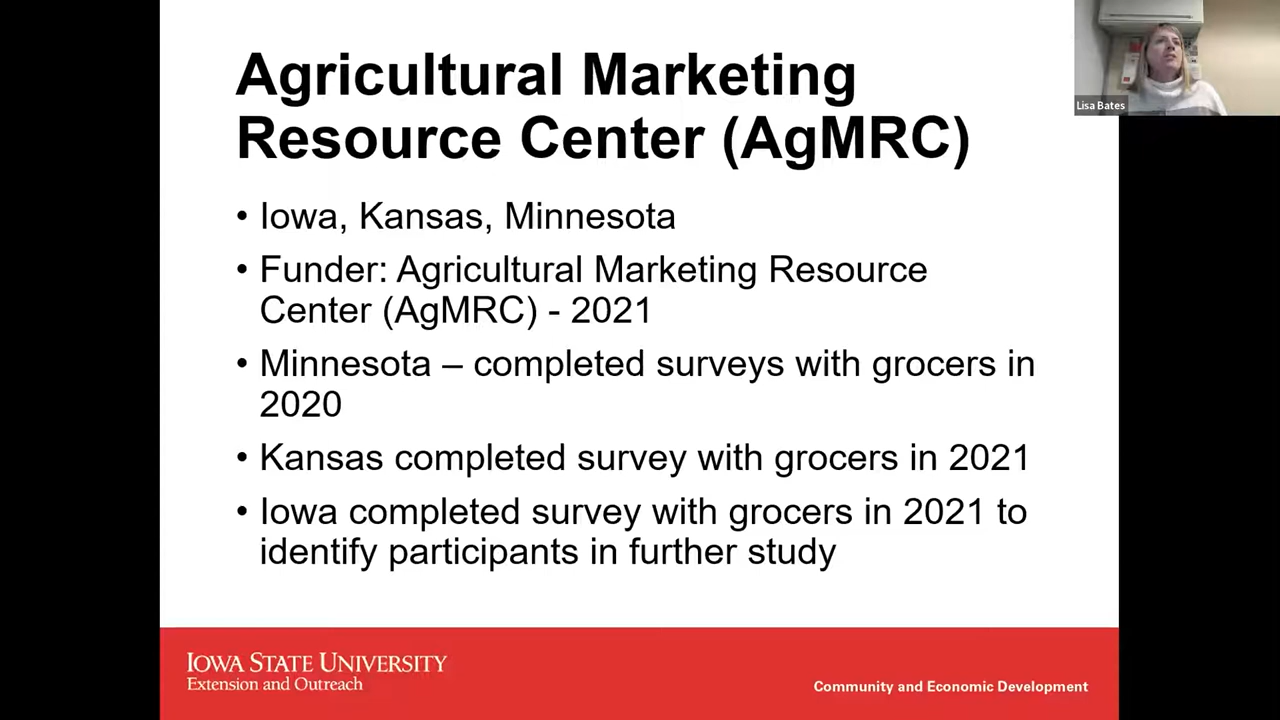 Agricultural Marketing
Resource Center (AgMRC)
Lisa Bates
• Iowa, Kansas, Minnesota
• Funder: Agricultural Marketing Resource
Center (AgMRC) - 2021
• Minnesota – completed surveys with grocers in
2020
• Kansas completed survey with grocers in 2021
• Iowa completed survey with grocers in 2021 to
identify participants in further study
IOWA STATE UNIVERSITY
Extension and Outreach
Community and Economic Development